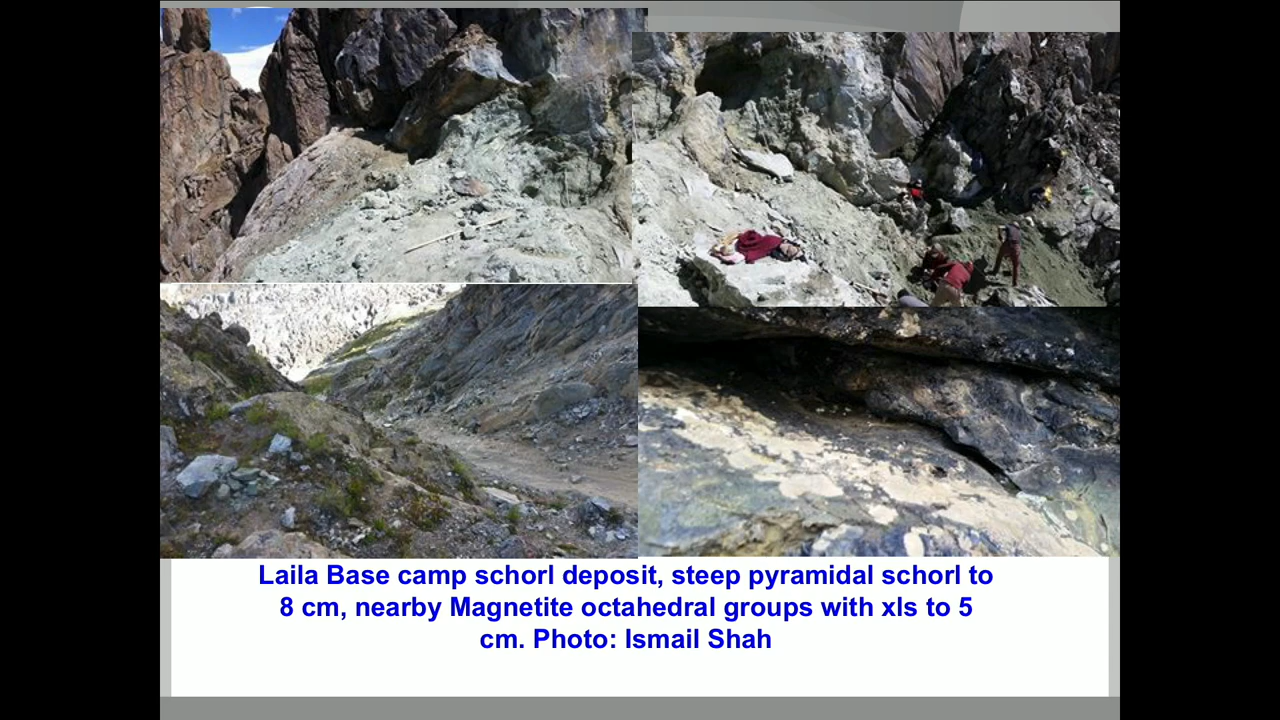 Laila Base camp schorl deposit, steep pyramidal schorl to
8 cm, nearby Magnetite octahedral groups with xls to 5
cm. Photo: Ismail Shah